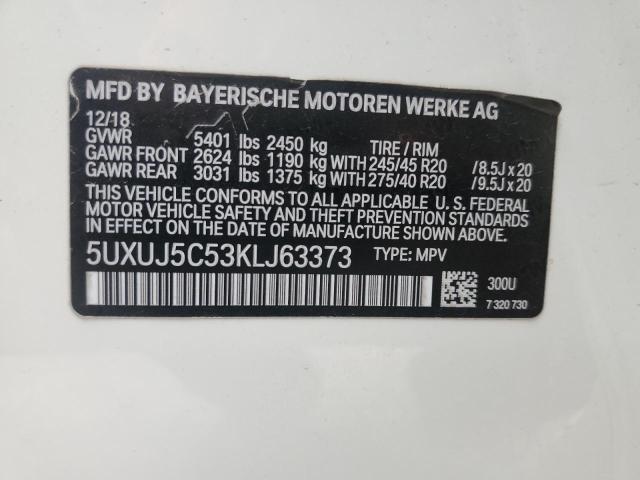 MFD BY BAYERISCHE MOTOREN WERKE AG
12/18
GVWR 5401 lbs 2450 kg TIRE / RIM
GAWR FRONT 2624 lbs 1190 kg WITH 245/45 R20 /8.5J x 20
GAWR REAR 3031 lbs 1375 kg WITH 275/40 R20 /9.5J x 20
THIS VEHICLE CONFORMS TO ALL APPLICABLE U. S. FEDERAL
MOTOR VEHICLE SAFETY AND THEFT PREVENTION STANDARDS
IN EFFECT ON THE DATE OF MANUFACTURE SHOWN ABOVE.
5UXUJ5C53KLJ63373 TYPE: MPV
300U
7 320 730